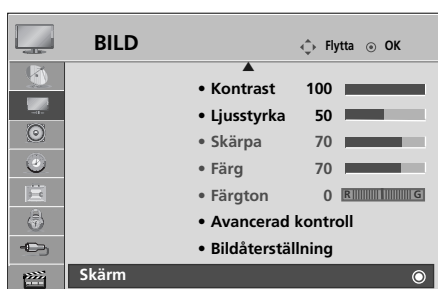 BILD Flytta OK
• Kontrast 100
• Ljusstyrka 50
• Skärpa 70
• Färg 70
• Färgton 0 R G
• Avancerad kontroll
• Bildåterställning
Skärm